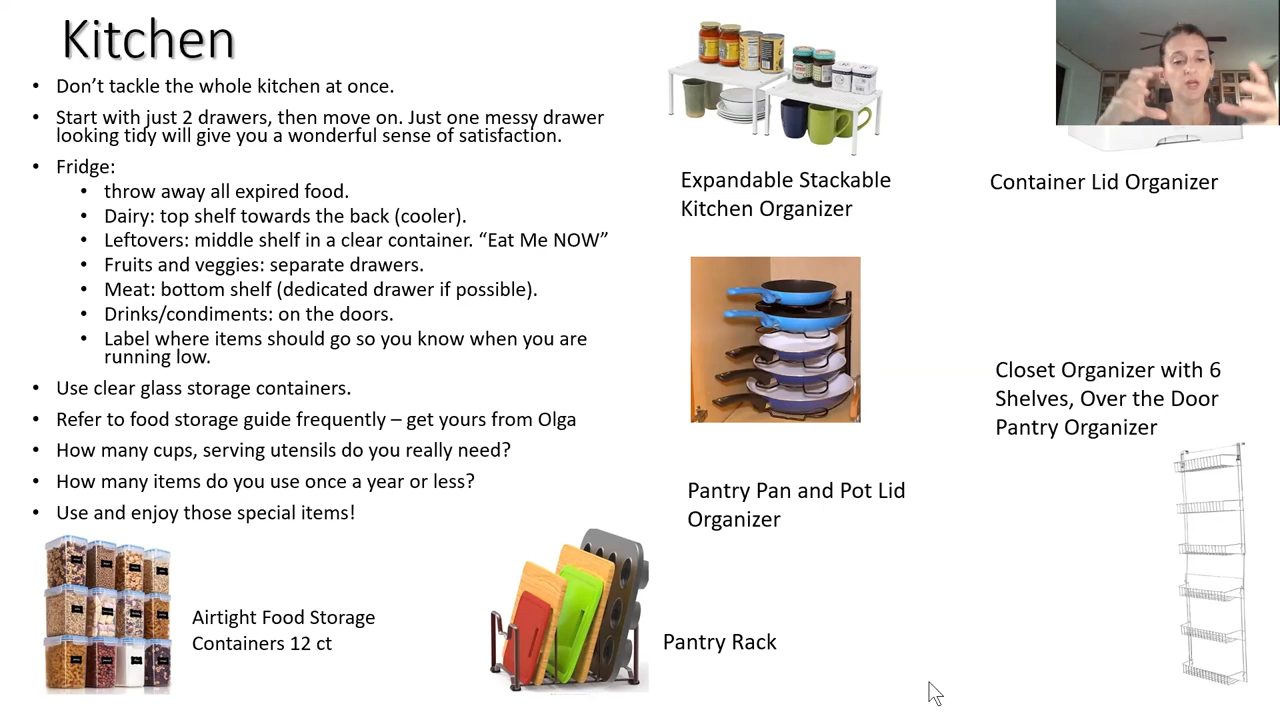 Kitchen
Don’t tackle the whole kitchen at once.
Start with just 2 drawers, then move on. Just one messy drawer
looking tidy will give you a wonderful sense of satisfaction.
Fridge:
throw away all expired food.
Dairy: top shelf towards the back (cooler).
Leftovers: middle shelf in a clear container. “Eat Me NOW”
Fruits and veggies: separate drawers.
Meat: bottom shelf (dedicated drawer if possible).
Drinks/condiments: on the doors.
Label where items should go so you know when you are
running low.
Use clear glass storage containers.
Refer to food storage guide frequently – get yours from Olga
How many cups, serving utensils do you really need?
How many items do you use once a year or less?
Use and enjoy those special items!
Airtight Food Storage
Containers 12 ct
Pantry Rack
Expandable Stackable
Kitchen Organizer
Pantry Pan and Pot Lid
Organizer
Container Lid Organizer
Closet Organizer with 6
Shelves, Over the Door
Pantry Organizer